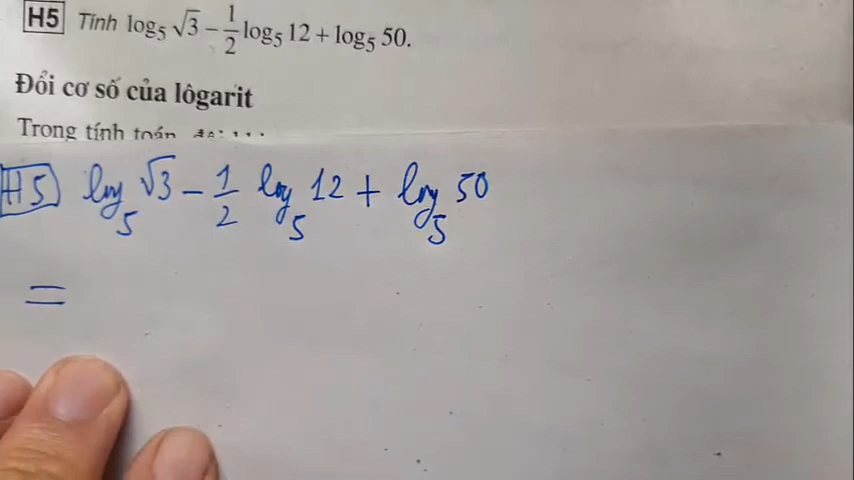 H5 Tính log₅ √3 − 1/2 log₅ 12 + log₅ 50.
Đổi cơ số của lôgarit
Trong tính toán
H5 log₅ √3 − 1/2 log₅ 12 + log₅ 50
=